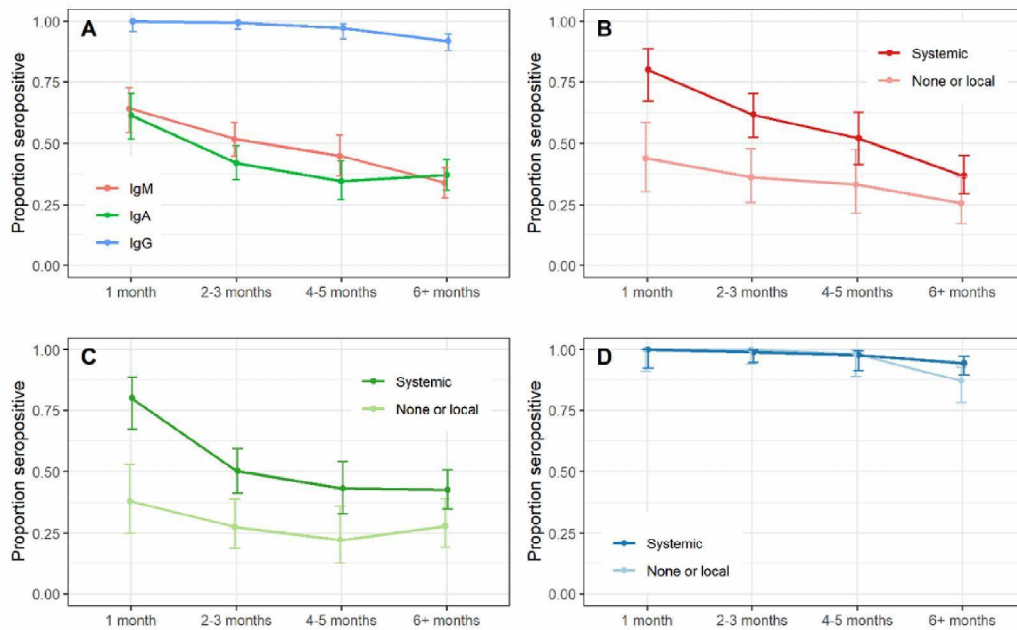 A
Proportion seropositive
1.00
0.75
0.50
0.25
0.00
IgM
IgA
IgG
1 month
2-3 months
4-5 months
6+ months
B
Proportion seropositive
1.00
0.75
0.50
0.25
0.00
Systemic
None or local
1 month
2-3 months
4-5 months
6+ months
C
Proportion seropositive
1.00
0.75
0.50
0.25
0.00
Systemic
None or local
1 month
2-3 months
4-5 months
6+ months
D
Proportion seropositive
1.00
0.75
0.50
0.25
0.00
Systemic
None or local
1 month
2-3 months
4-5 months
6+ months